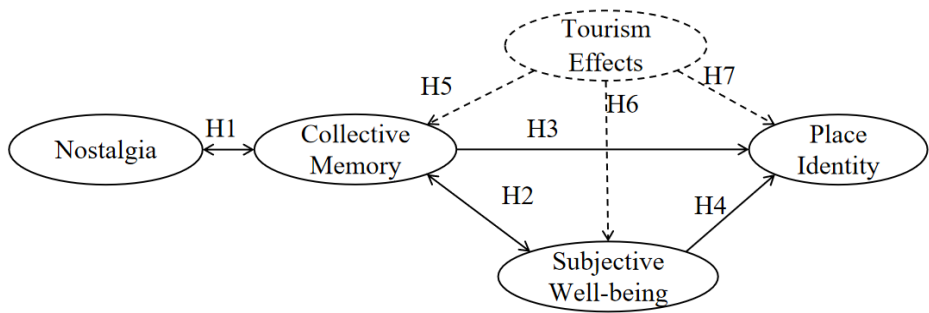 Tourism
Effects
H5
H7
H6
H1
H3
Nostalgia
Collective
Memory
Place
Identity
H2
H4
Subjective
Well-being